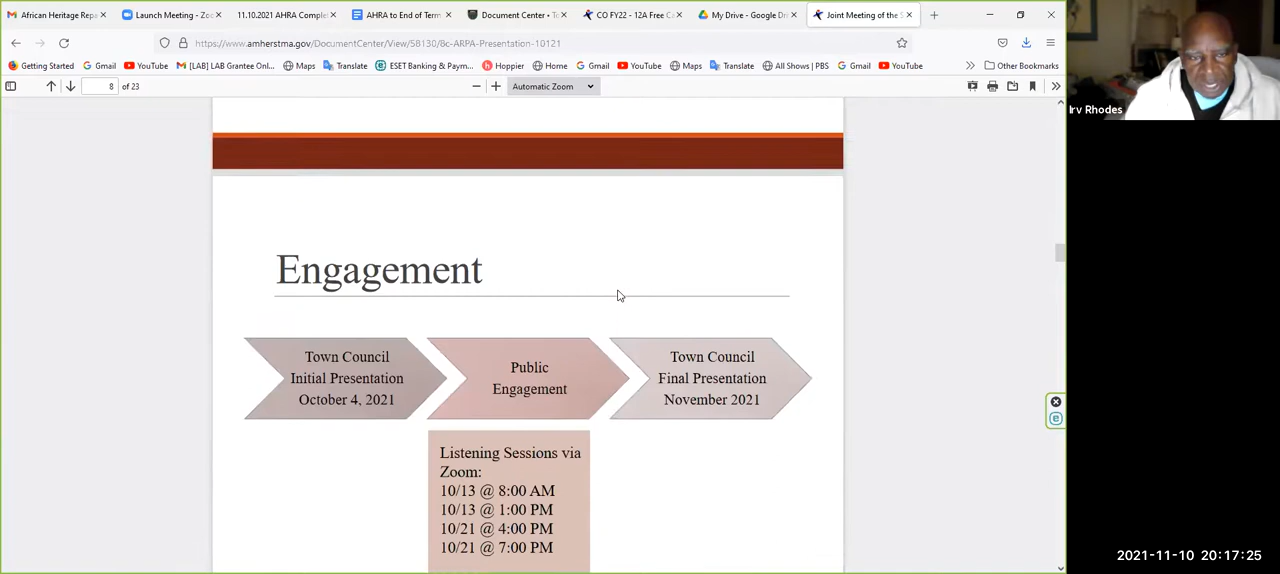 African Heritage Repa
Launch Meeting - Zoo
11.10.2021 AHRA Complet
AHRA to End of Term
Document Center • To
CO FY22 - 12A Free Ca
My Drive - Google Dri
Joint Meeting of the S
https://www.amherstma.gov/DocumentCenter/View/58130/8c-ARPA-Presentation-10121
Getting Started
Gmail
YouTube
[LAB] LAB Grantee Onl...
Maps
Translate
ESET Banking & Paym...
Hoppier
Home
Gmail
YouTube
Maps
Translate
All Shows | PBS
Gmail
YouTube
Other Bookmarks
8 of 23
Automatic Zoom
Irv Rhodes
Engagement
Town Council
Initial Presentation
October 4, 2021
Public
Engagement
Town Council
Final Presentation
November 2021
Listening Sessions via
Zoom:
10/13 @ 8:00 AM
10/13 @ 1:00 PM
10/21 @ 4:00 PM
10/21 @ 7:00 PM
2021-11-10 20:17:25